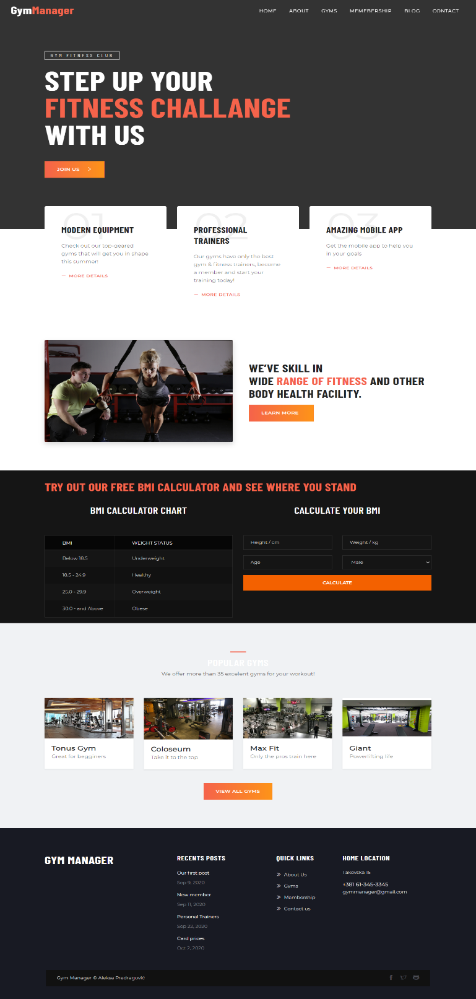 GymManager
HOME ABOUT GYMS MEMEBERSHIP BLOG CONTACT
GYM FITNESS CLUB
STEP UP YOUR
FITNESS CHALLANGE
WITH US
JOIN US
01
MODERN EQUIPMENT
Check out our top-geared
gyms that will get you in shape
this summer!
MORE DETAILS
02
PROFESSIONAL
TRAINERS
Our gyms have only the best
gym & fitness trainers, become
a member and start your
training today!
MORE DETAILS
03
AMAZING MOBILE APP
Get the mobile app to help you
in your goals
MORE DETAILS
WE'VE SKILL IN
WIDE RANGE OF FITNESS AND OTHER
BODY HEALTH FACILITY.
LEARN MORE
TRY OUT OUR FREE BMI CALCULATOR AND SEE WHERE YOU STAND
BMI CALCULATOR CHART
BMI WEIGHT STATUS
Below 18.5 Underweight
18.5 - 24.9 Healthy
25.0 - 29.9 Overweight
30.0 - and Above Obese
CALCULATE YOUR BMI
Height / cm Weight / kg
Age Male
CALCULATE
POPULAR GYMS
We offer more than 35 excelent gyms for your workout!
Tonus Gym
Great for begginers
Coloseum
Take it to the top
Max Fit
Only the pros train here
Giant
Powerlifting life
VIEW ALL GYMS
GYM MANAGER
RECENTS POSTS
Our first post
Sep 9, 2020
New member
Sep 11, 2020
Personal Trainers
Sep 22, 2020
Card prices
Oct 2, 2020
QUICK LINKS
About Us
Gyms
Membership
Contact us
HOME LOCATION
Takovska 15
+381 61-345-3345
gymmanager@gmail.com
Gym Manager © Aleksa Predragović